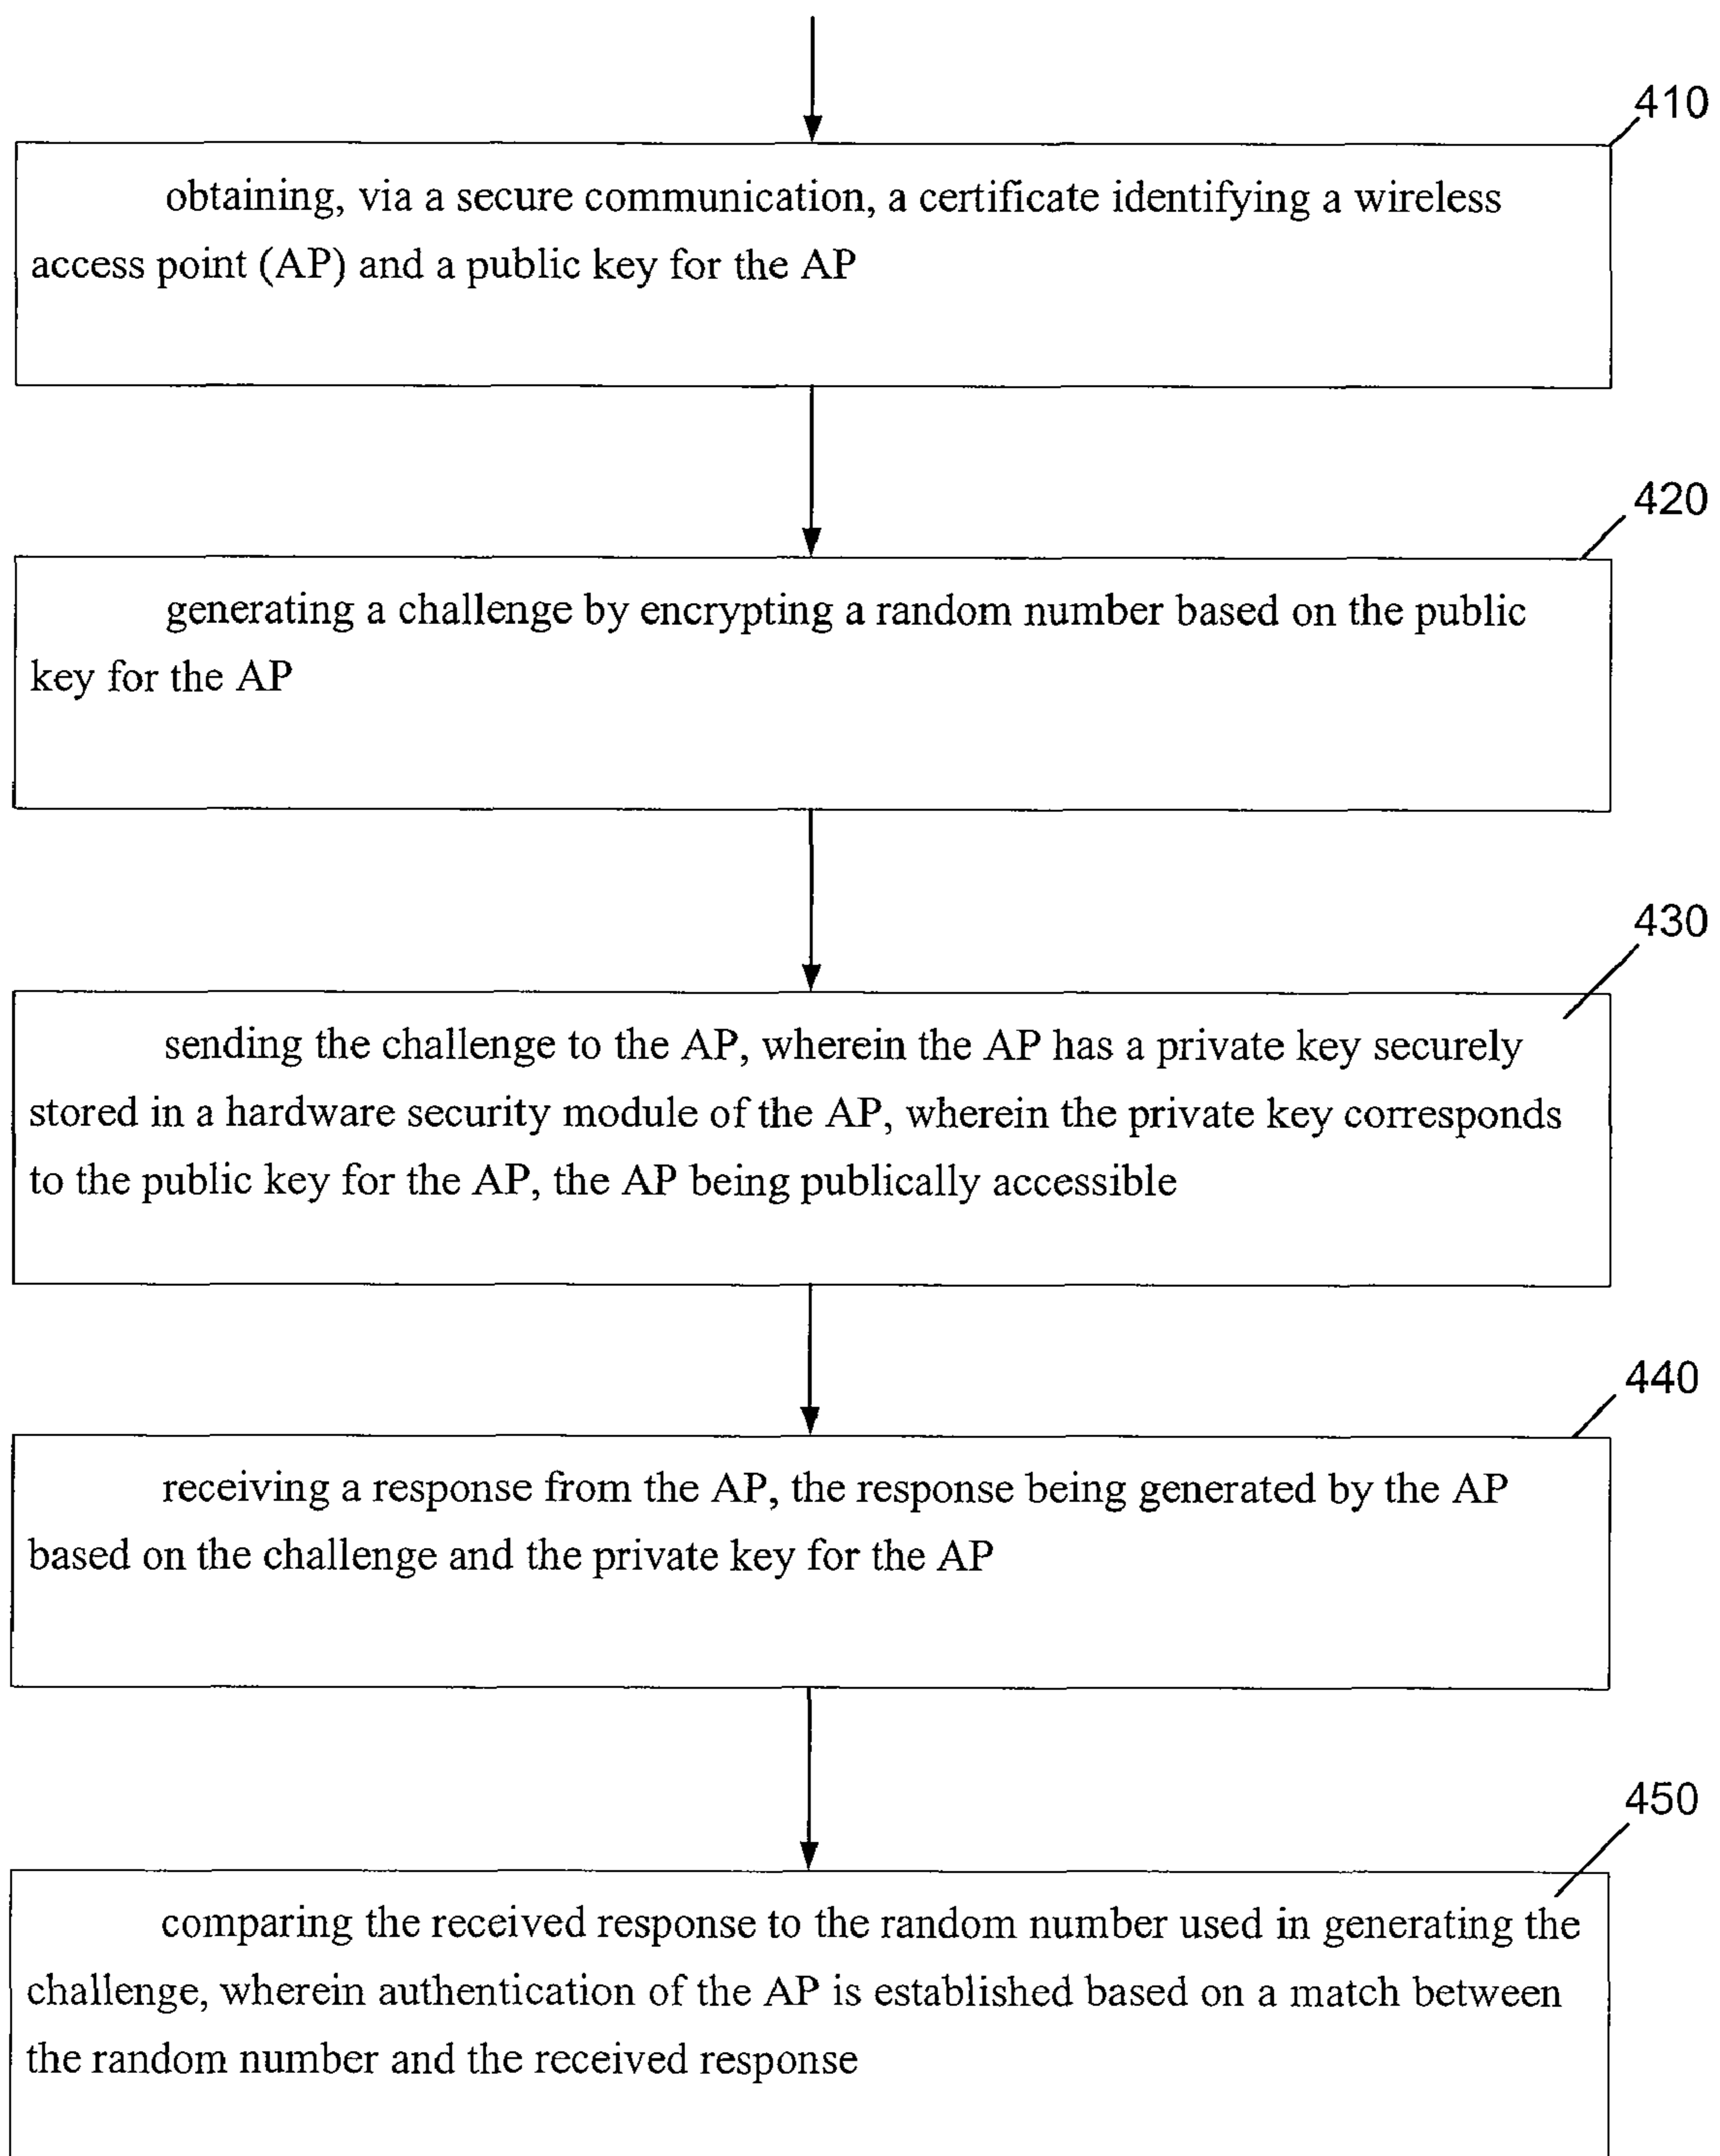 410
obtaining, via a secure communication, a certificate identifying a wireless
access point (AP) and a public key for the AP
420
generating a challenge by encrypting a random number based on the public
key for the AP
430
sending the challenge to the AP, wherein the AP has a private key securely
stored in a hardware security module of the AP, wherein the private key corresponds
to the public key for the AP, the AP being publically accessible
440
receiving a response from the AP, the response being generated by the AP
based on the challenge and the private key for the AP
450
comparing the received response to the random number used in generating the
challenge, wherein authentication of the AP is established based on a match between
the random number and the received response